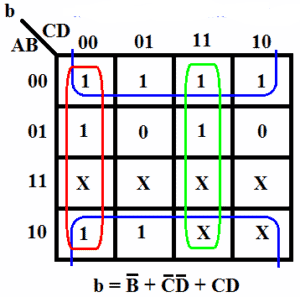 b
CD
AB
00 01 11 10
00 1 1 1 1
01 1 0 1 0
11 X X X X
10 1 1 X X
b = B̅ + C̅D̅ + CD